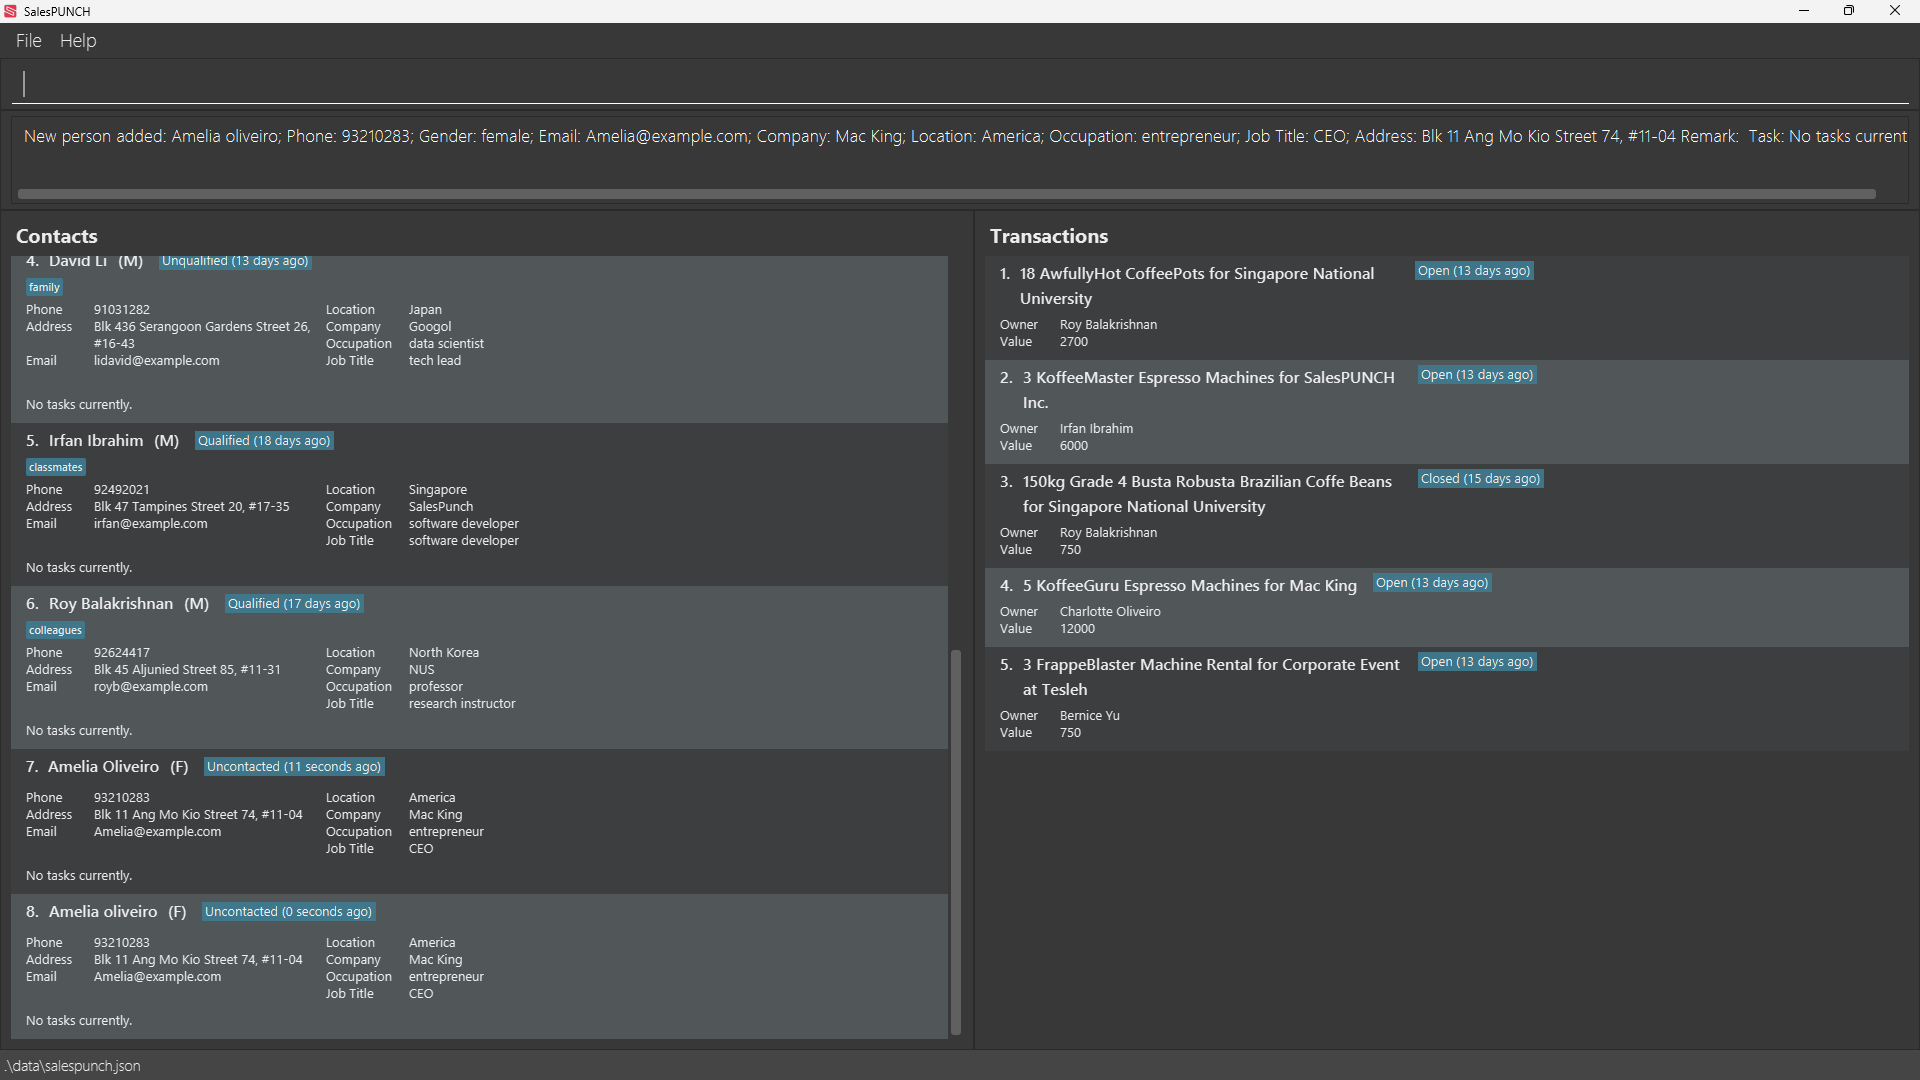 SalesPUNCH
File Help
New person added: Amelia oliveiro; Phone: 93210283; Gender: female; Email: Amelia@example.com; Company: Mac King; Location: America; Occupation: entrepreneur; Job Title: CEO; Address: Blk 11 Ang Mo Kio Street 74, #11-04 Remark: Task: No tasks current
Contacts
4. David Li (M) Unqualified (13 days ago)
family
Phone 91031282 Location Japan
Address Blk 436 Serangoon Gardens Street 26, Company Googol
#16-43 Occupation data scientist
Email lidavid@example.com Job Title tech lead
No tasks currently.
5. Irfan Ibrahim (M) Qualified (18 days ago)
classmates
Phone 92492021 Location Singapore
Address Blk 47 Tampines Street 20, #17-35 Company SalesPunch
Email irfan@example.com Occupation software developer
Job Title software developer
No tasks currently.
6. Roy Balakrishnan (M) Qualified (17 days ago)
colleagues
Phone 92624417 Location North Korea
Address Blk 45 Aljunied Street 85, #11-31 Company NUS
Email royb@example.com Occupation professor
Job Title research instructor
No tasks currently.
7. Amelia Oliveiro (F) Uncontacted (11 seconds ago)
Phone 93210283 Location America
Address Blk 11 Ang Mo Kio Street 74, #11-04 Company Mac King
Email Amelia@example.com Occupation entrepreneur
Job Title CEO
No tasks currently.
8. Amelia oliveiro (F) Uncontacted (0 seconds ago)
Phone 93210283 Location America
Address Blk 11 Ang Mo Kio Street 74, #11-04 Company Mac King
Email Amelia@example.com Occupation entrepreneur
Job Title CEO
No tasks currently.
Transactions
1. 18 AwfullyHot CoffeePots for Singapore National Open (13 days ago)
University
Owner Roy Balakrishnan
Value 2700
2. 3 KoffeeMaster Espresso Machines for SalesPUNCH Open (13 days ago)
Inc.
Owner Irfan Ibrahim
Value 6000
3. 150kg Grade 4 Busta Robusta Brazilian Coffe Beans Closed (15 days ago)
for Singapore National University
Owner Roy Balakrishnan
Value 750
4. 5 KoffeeGuru Espresso Machines for Mac King Open (13 days ago)
Owner Charlotte Oliveiro
Value 12000
5. 3 FrappeBlaster Machine Rental for Corporate Event Open (13 days ago)
at Tesleh
Owner Bernice Yu
Value 750
.\data\salespunch.json